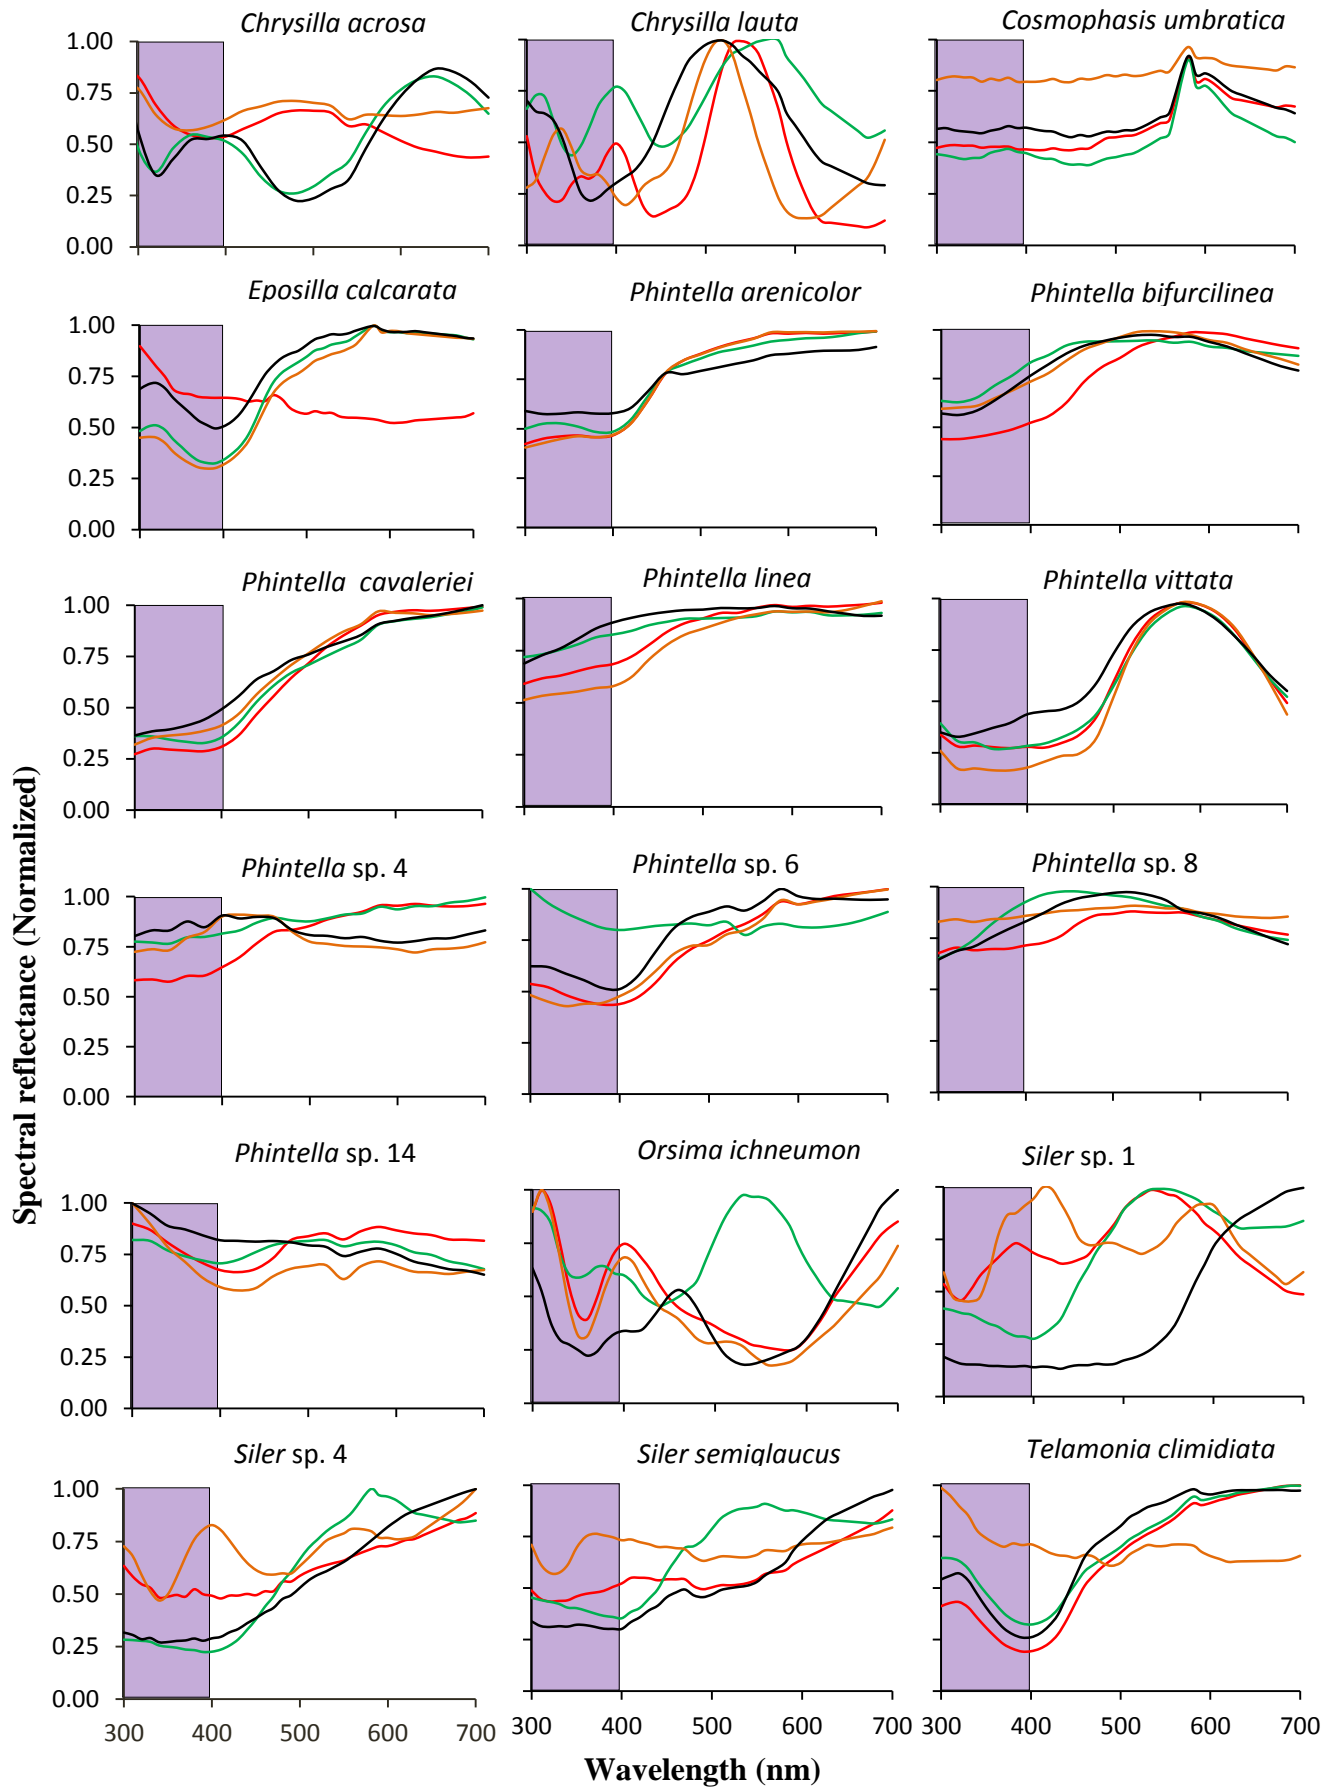 Chrysilla acrosa
Chrysilla lauta
Cosmophasis umbratica
1.00
0.75
0.50
0.25
0.00
Eposilla calcarata
Phintella arenicolor
Phintella bifurcilinea
1.00
0.75
0.50
0.25
0.00
Phintella cavaleriei
Phintella linea
Phintella vittata
1.00
0.75
0.50
0.25
0.00
Spectral reflectance (Normalized)
Phintella sp. 4
Phintella sp. 6
Phintella sp. 8
1.00
0.75
0.50
0.25
0.00
Phintella sp. 14
Orsima ichneumon
Siler sp. 1
1.00
0.75
0.50
0.25
0.00
Siler sp. 4
Siler semiglaucus
Telamonia climidiata
1.00
0.75
0.50
0.25
0.00
300 400 500 600 700
300 400 500 600 700
300 400 500 600 700
Wavelength (nm)